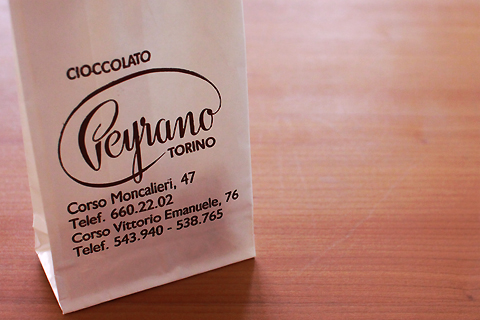 CIOCCOLATO
Peyrano
TORINO
Corso Moncalieri, 47
Telef. 660.22.02
Corso Vittorio Emanuele, 76
Telef. 543.940 - 538.765